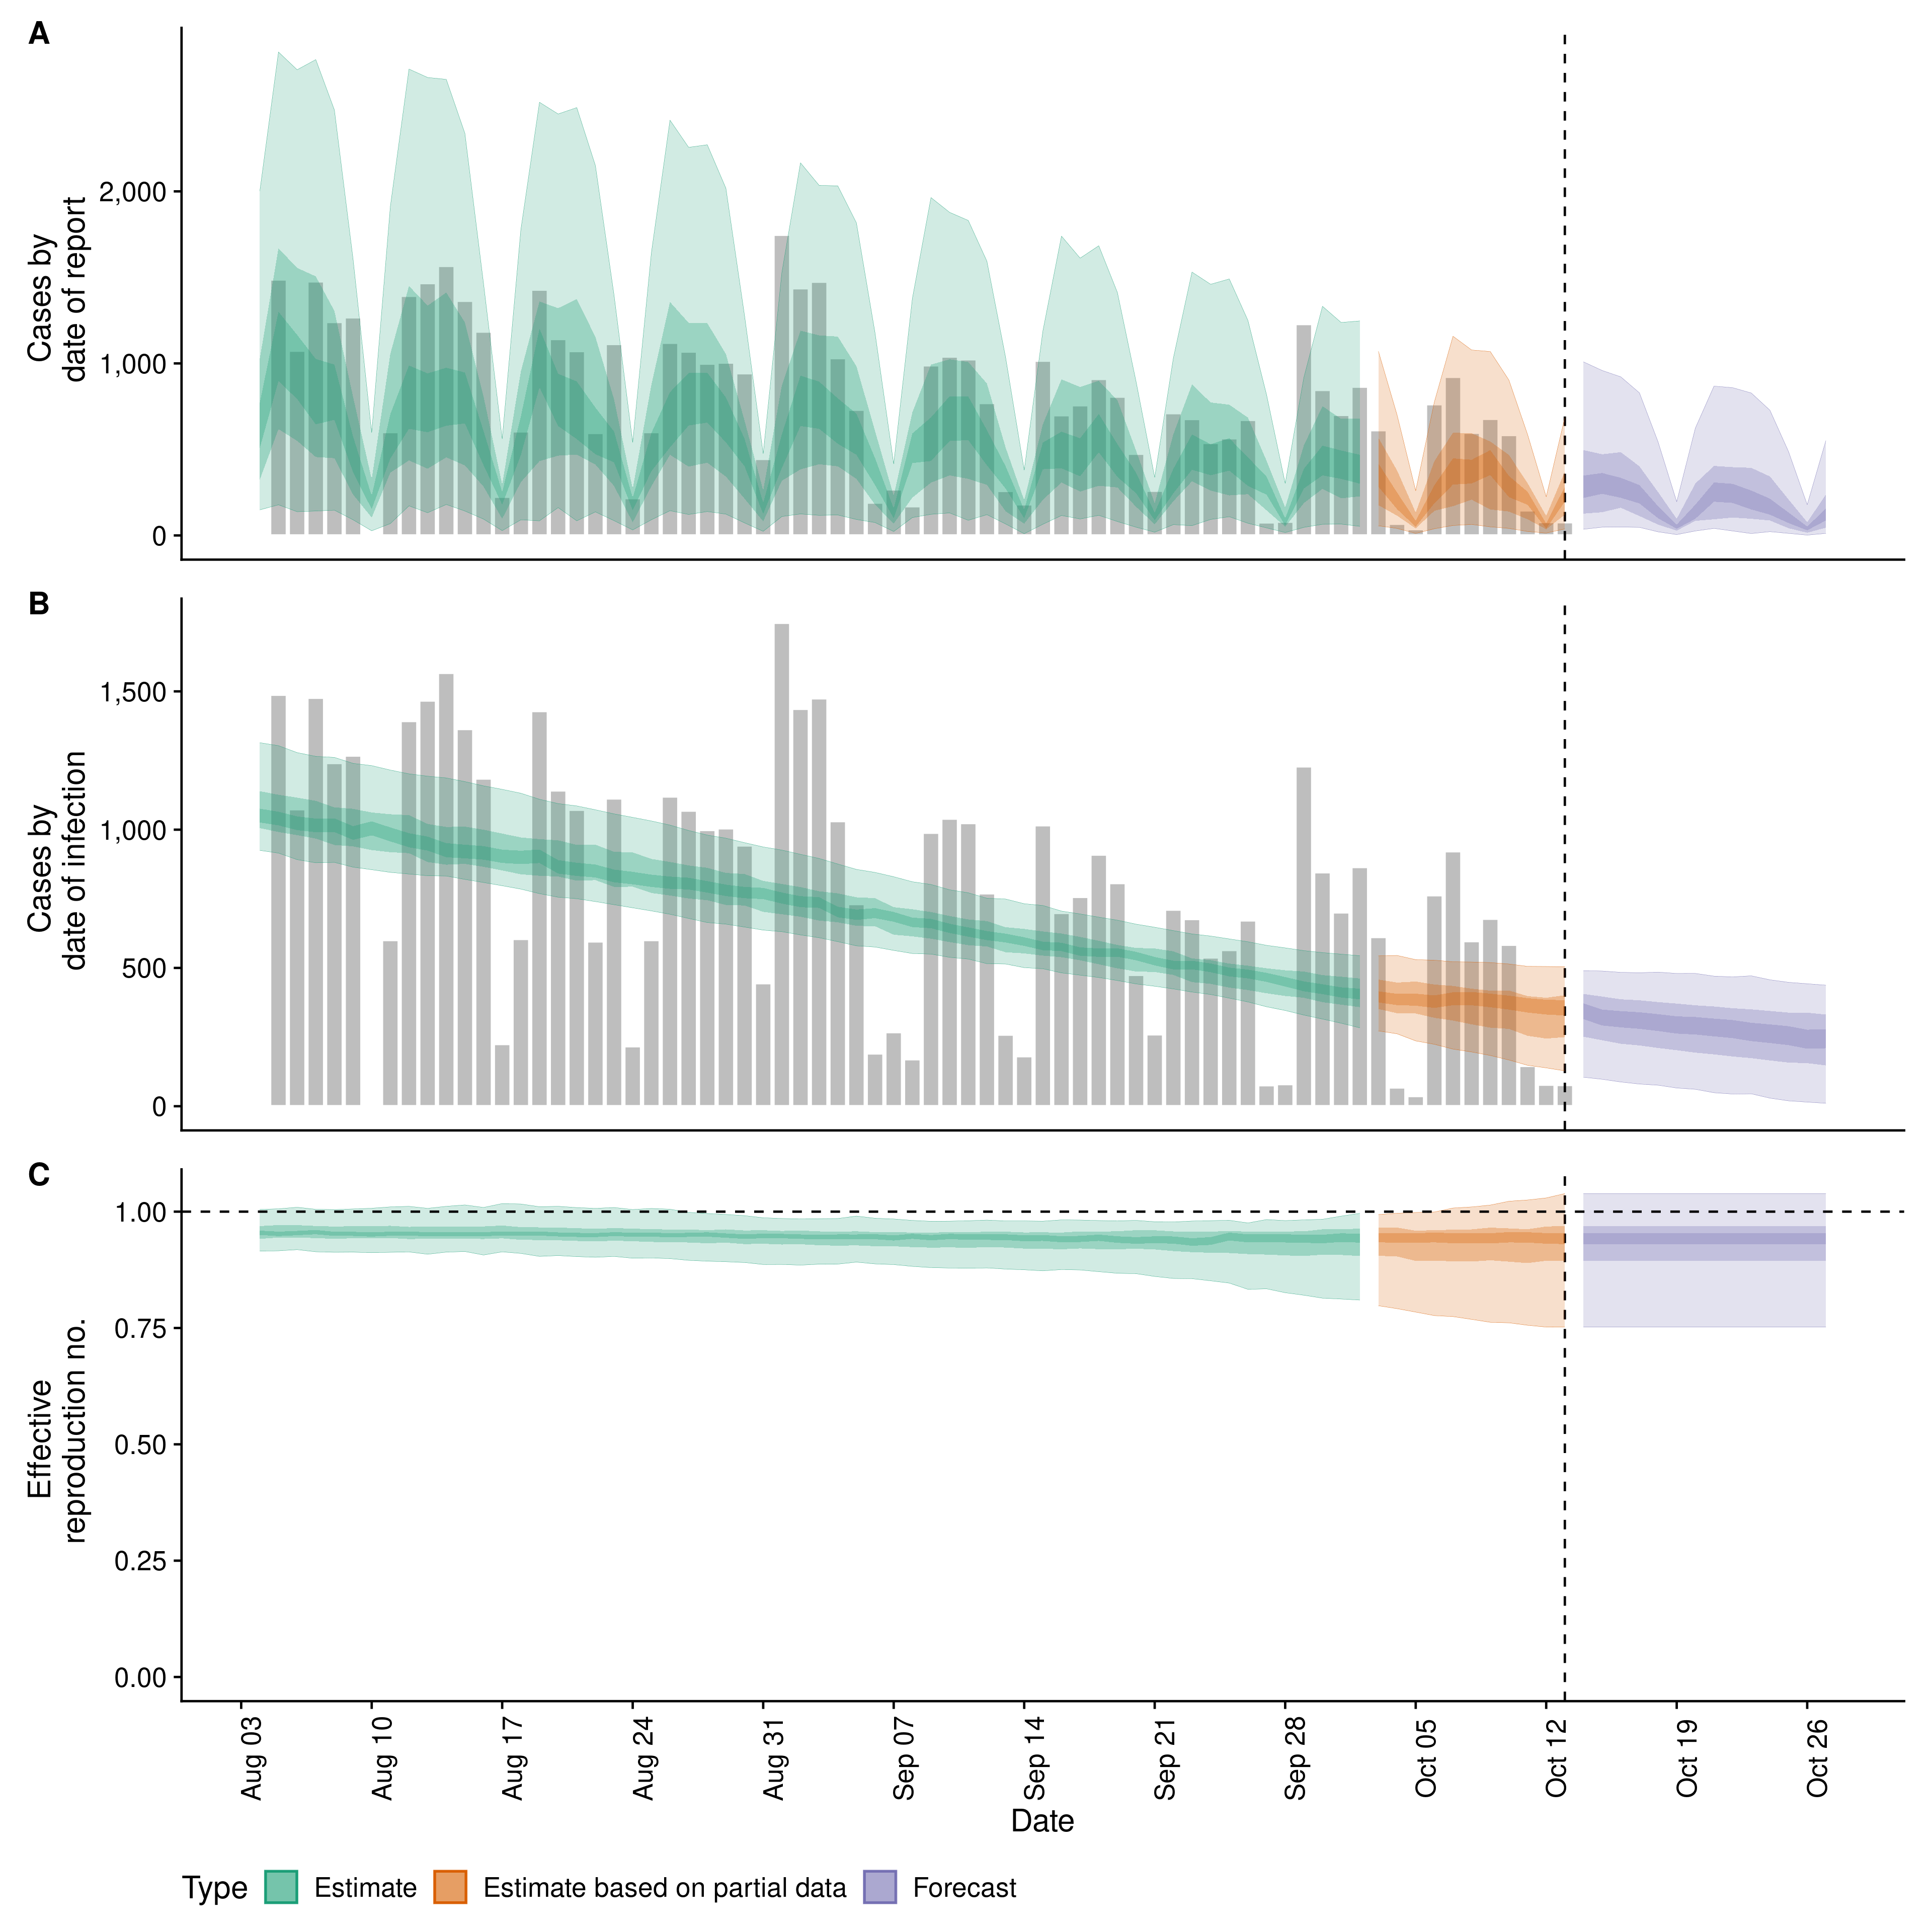 A
Cases by
date of report
2,000
1,000
0
B
Cases by
date of infection
1,500
1,000
500
0
C
Effective
reproduction no.
1.00
0.75
0.50
0.25
0.00
Aug 03
Aug 10
Aug 17
Aug 24
Aug 31
Sep 07
Sep 14
Sep 21
Sep 28
Oct 05
Oct 12
Oct 19
Oct 26
Date
Type Estimate Estimate based on partial data Forecast